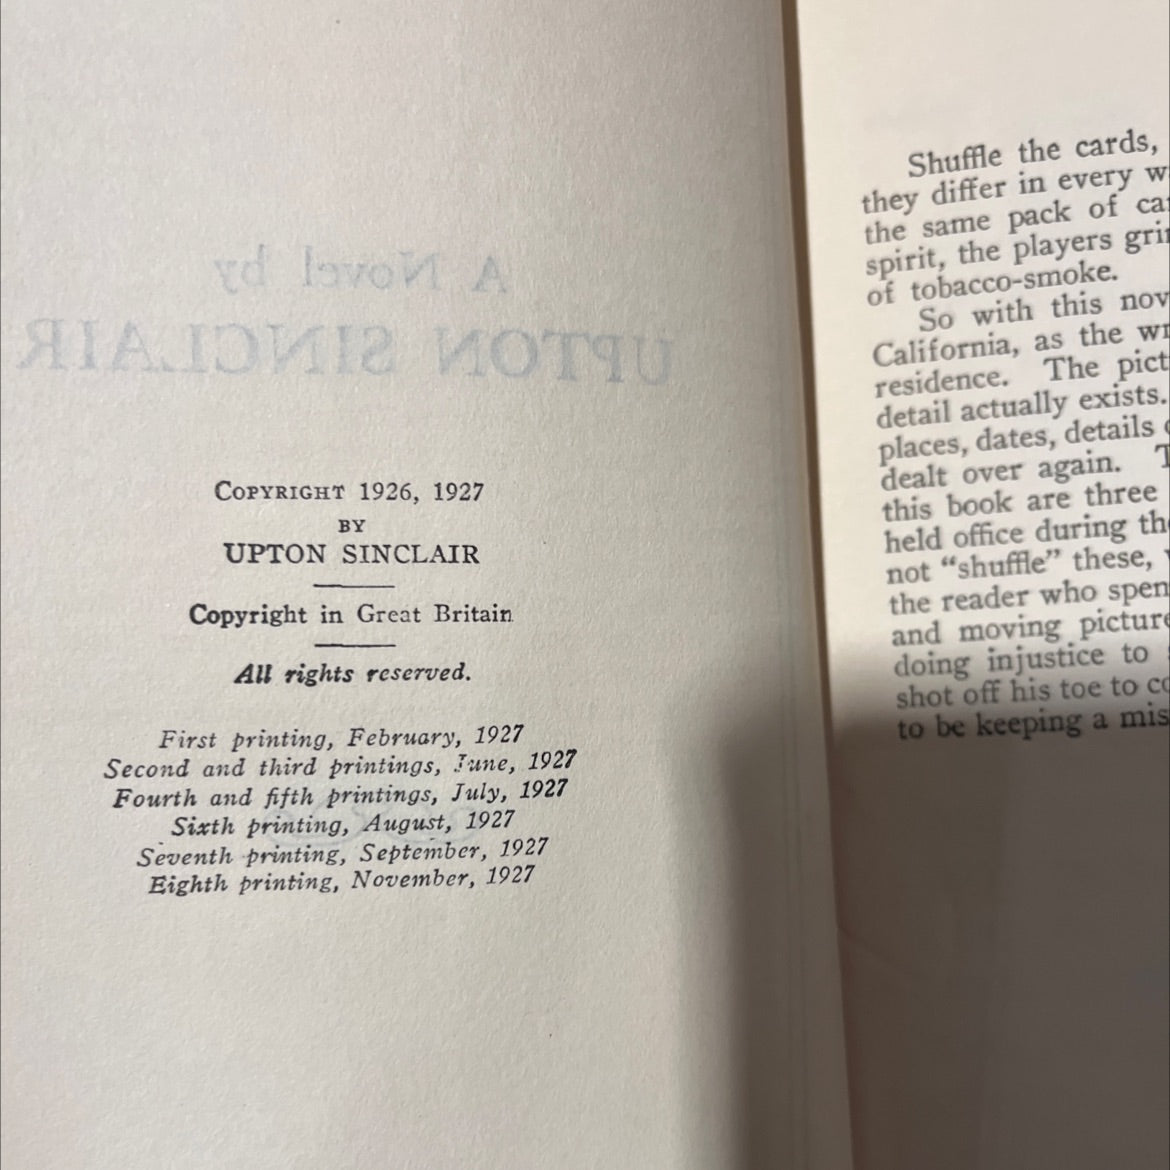 A Novel by
UPTON SINCLAIR
COPYRIGHT 1926, 1927
BY
UPTON SINCLAIR
Copyright in Great Britain
All rights reserved.
First printing, February, 1927
Second and third printings, June, 1927
Fourth and fifth printings, July, 1927
Sixth printing, August, 1927
Seventh printing, September, 1927
Eighth printing, November, 1927
Shuffle the cards,
they differ in every
the same pack of
spirit, the players
of tobacco-smoke.
So with this
California, as the
residence. The
detail actually exists.
places, dates, details
dealt over again.
this book are three
held office during
not “shuffle” these,
the reader who
and moving
doing injustice to
shot off his toe to
to be keeping a